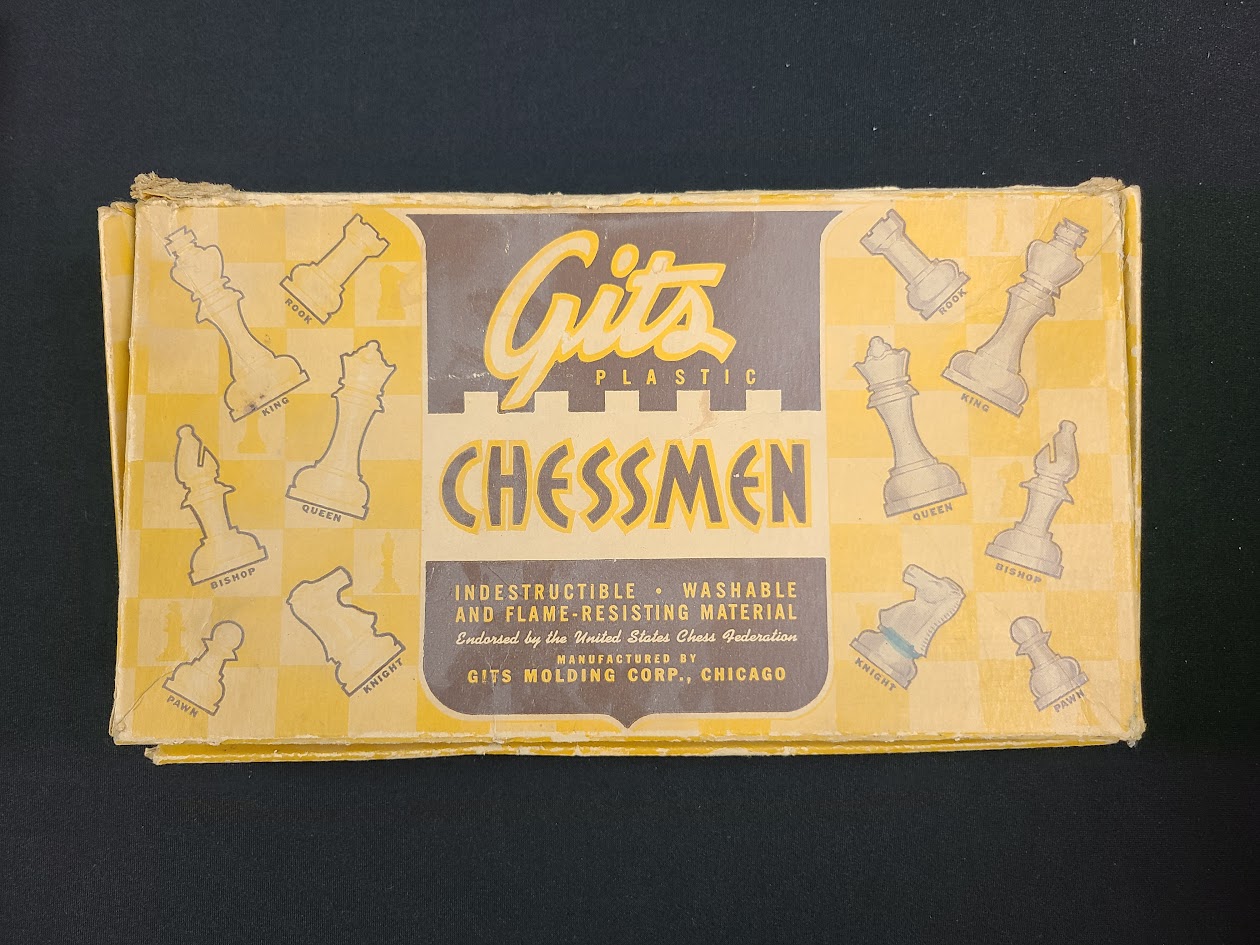 Gits
PLASTIC
CHESSMEN
INDESTRUCTIBLE • WASHABLE
AND FLAME-RESISTING MATERIAL
Endorsed by the United States Chess Federation
MANUFACTURED BY
GITS MOLDING CORP., CHICAGO
ROOK
KING
QUEEN
BISHOP
KNIGHT
PAWN
ROOK
KING
QUEEN
BISHOP
KNIGHT
PAWN